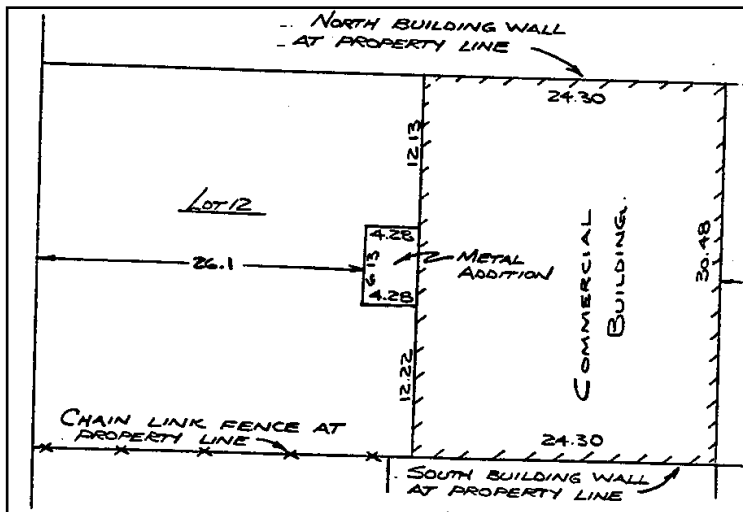 NORTH BUILDING WALL
AT PROPERTY LINE
24.30
12.13
LOT 12
4.28
6.13
26.1
METAL
ADDITION
4.28
COMMERCIAL
BUILDING.
30.48
12.22
CHAIN LINK FENCE AT
PROPERTY LINE
24.30
SOUTH BUILDING WALL
AT PROPERTY LINE